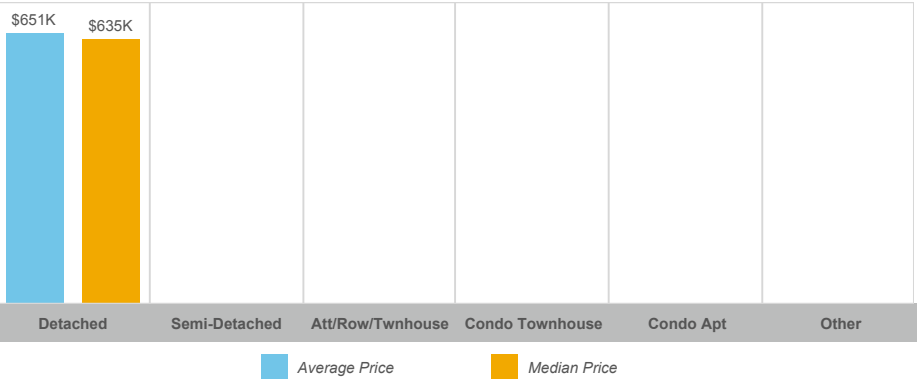 $651K
$635K
Detached Semi-Detached Att/Row/Twnhouse Condo Townhouse Condo Apt Other
Average Price Median Price